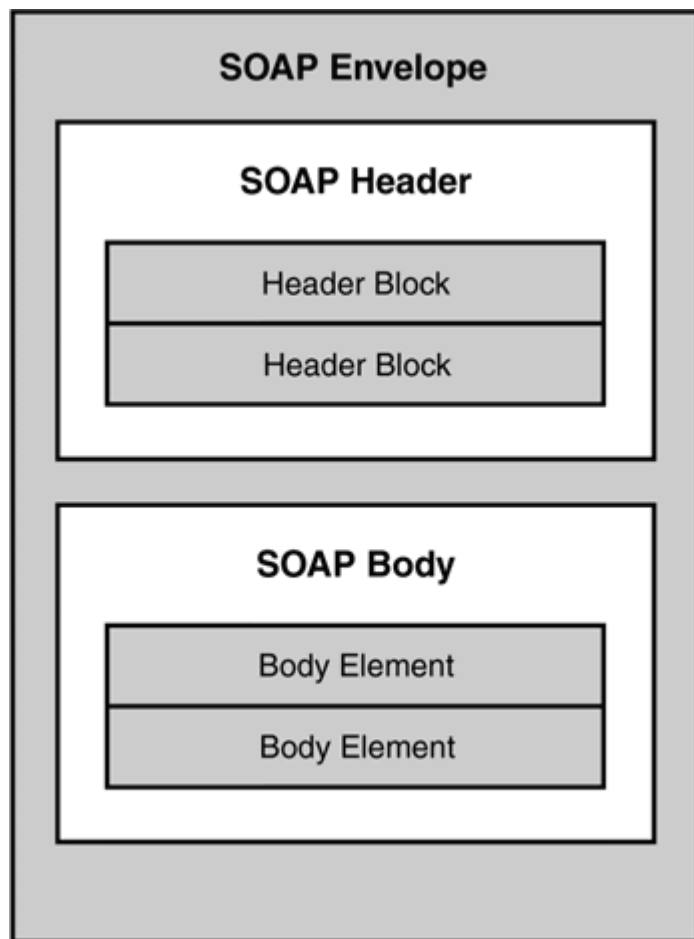 SOAP Envelope
SOAP Header
Header Block
Header Block
SOAP Body
Body Element
Body Element